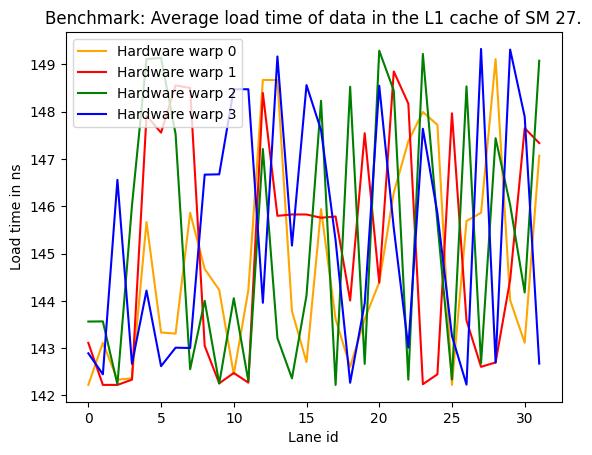 Benchmark: Average load time of data in the L1 cache of SM 27.
Hardware warp 0
Hardware warp 1
Hardware warp 2
Hardware warp 3
Load time in ns
149
148
147
146
145
144
143
142
0 5 10 15 20 25 30
Lane id